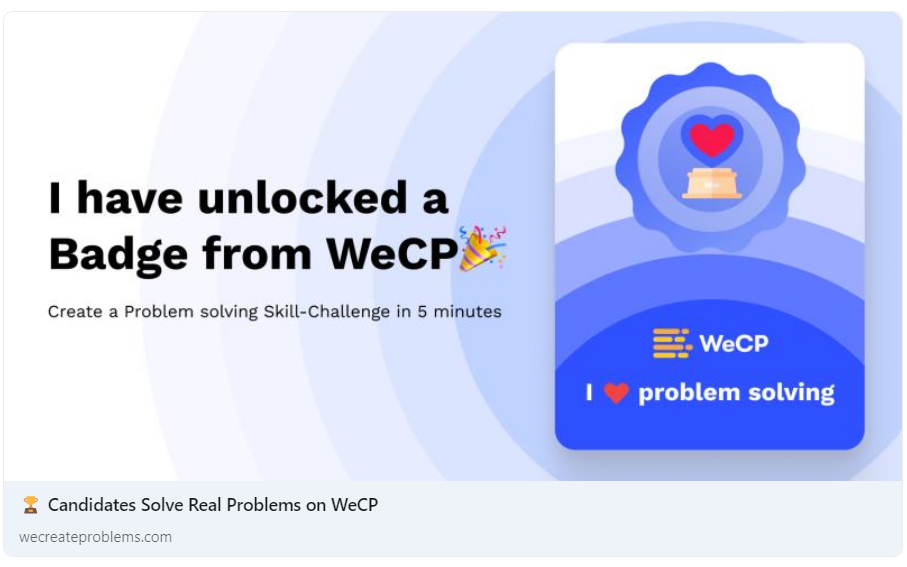 I have unlocked a
Badge from WeCP🎉
Create a Problem solving Skill-Challenge in 5 minutes
WeCP
I ❤️ problem solving
🏆 Candidates Solve Real Problems on WeCP
wecreateproblems.com